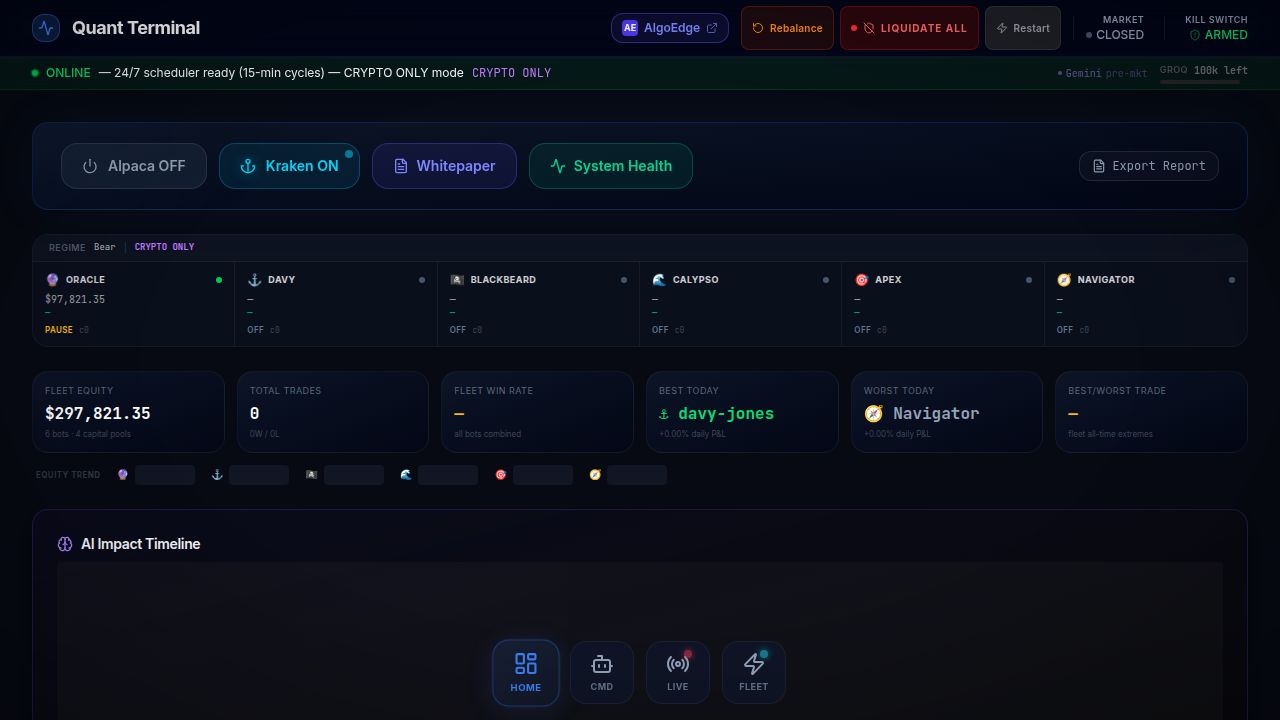 Quant Terminal
AE AlgoEdge
Rebalance
LIQUIDATE ALL
Restart
MARKET
CLOSED
KILL SWITCH
ARMED
ONLINE — 24/7 scheduler ready (15-min cycles) — CRYPTO ONLY mode CRYPTO ONLY
Gemini pre-mkt
GROQ 100k left
Alpaca OFF
Kraken ON
Whitepaper
System Health
Export Report
REGIME Bear | CRYPTO ONLY
ORACLE
$97,821.35
—
PAUSE c0
DAVY
—
—
OFF c0
BLACKBEARD
—
—
OFF c0
CALYPSO
—
—
OFF c0
APEX
—
—
OFF c0
NAVIGATOR
—
—
OFF c0
FLEET EQUITY
$297,821.35
6 bots · 4 capital pools
TOTAL TRADES
0
0W / 0L
FLEET WIN RATE
—
all bots combined
BEST TODAY
davy-jones
+0.00% daily P&L
WORST TODAY
Navigator
+0.00% daily P&L
BEST/WORST TRADE
—
fleet all-time extremes
EQUITY TREND
AI Impact Timeline
HOME
CMD
LIVE
FLEET